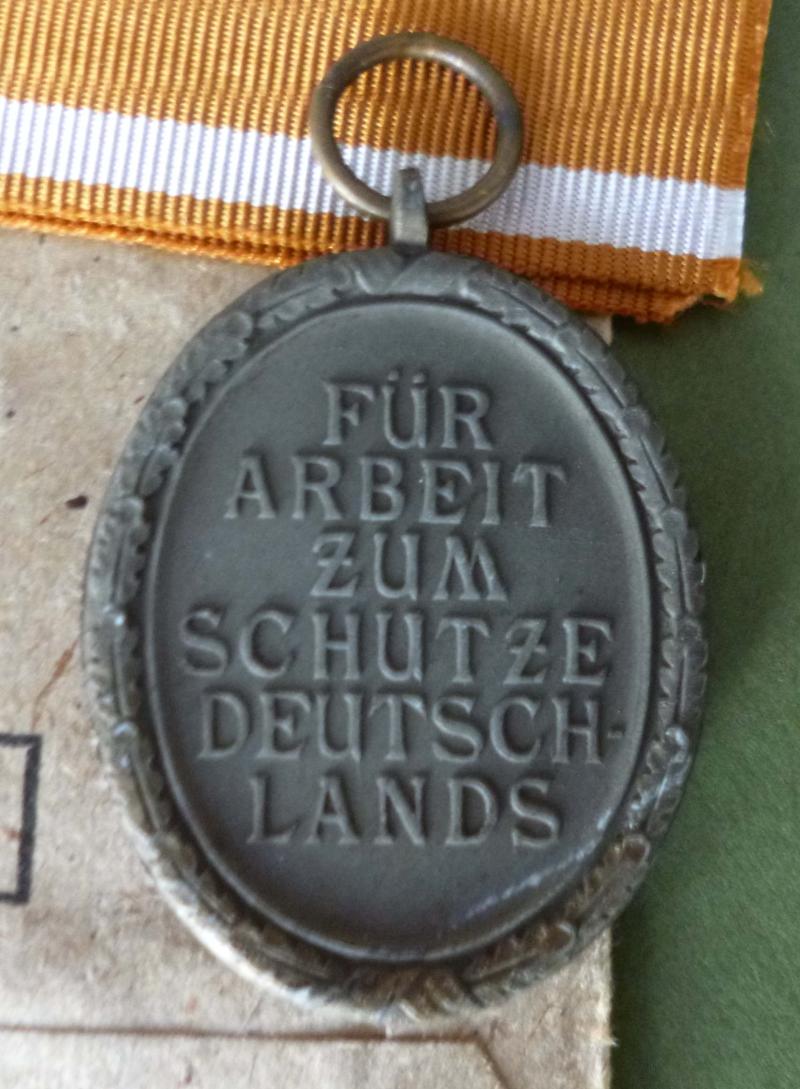 FÜR
ARBEIT
ZUM
SCHUTZE
DEUTSCH-
LANDS